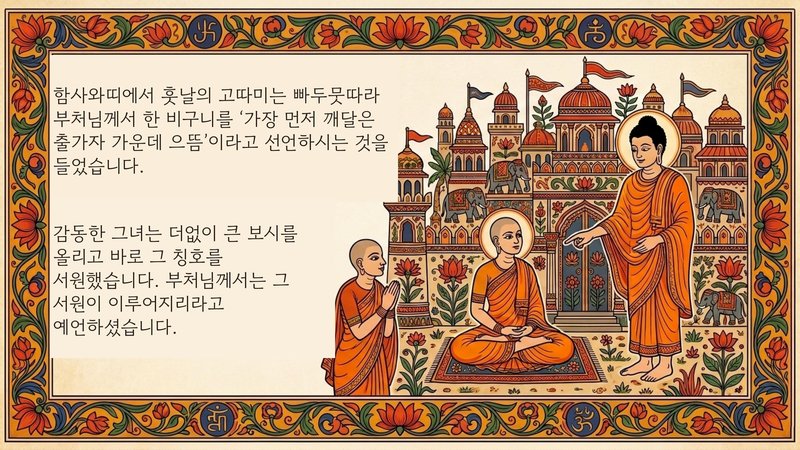 함사와띠에서 훗날의 고따미는 빠두뭇따라
부처님께서 한 비구니를 ‘가장 먼저 깨달은
출가자 가운데 으뜸’이라고 선언하시는 것을
들었습니다.
감동한 그녀는 더없이 큰 보시를
올리고 바로 그 칭호를
서원했습니다. 부처님께서는 그
서원이 이루어지리라고
예언하셨습니다.